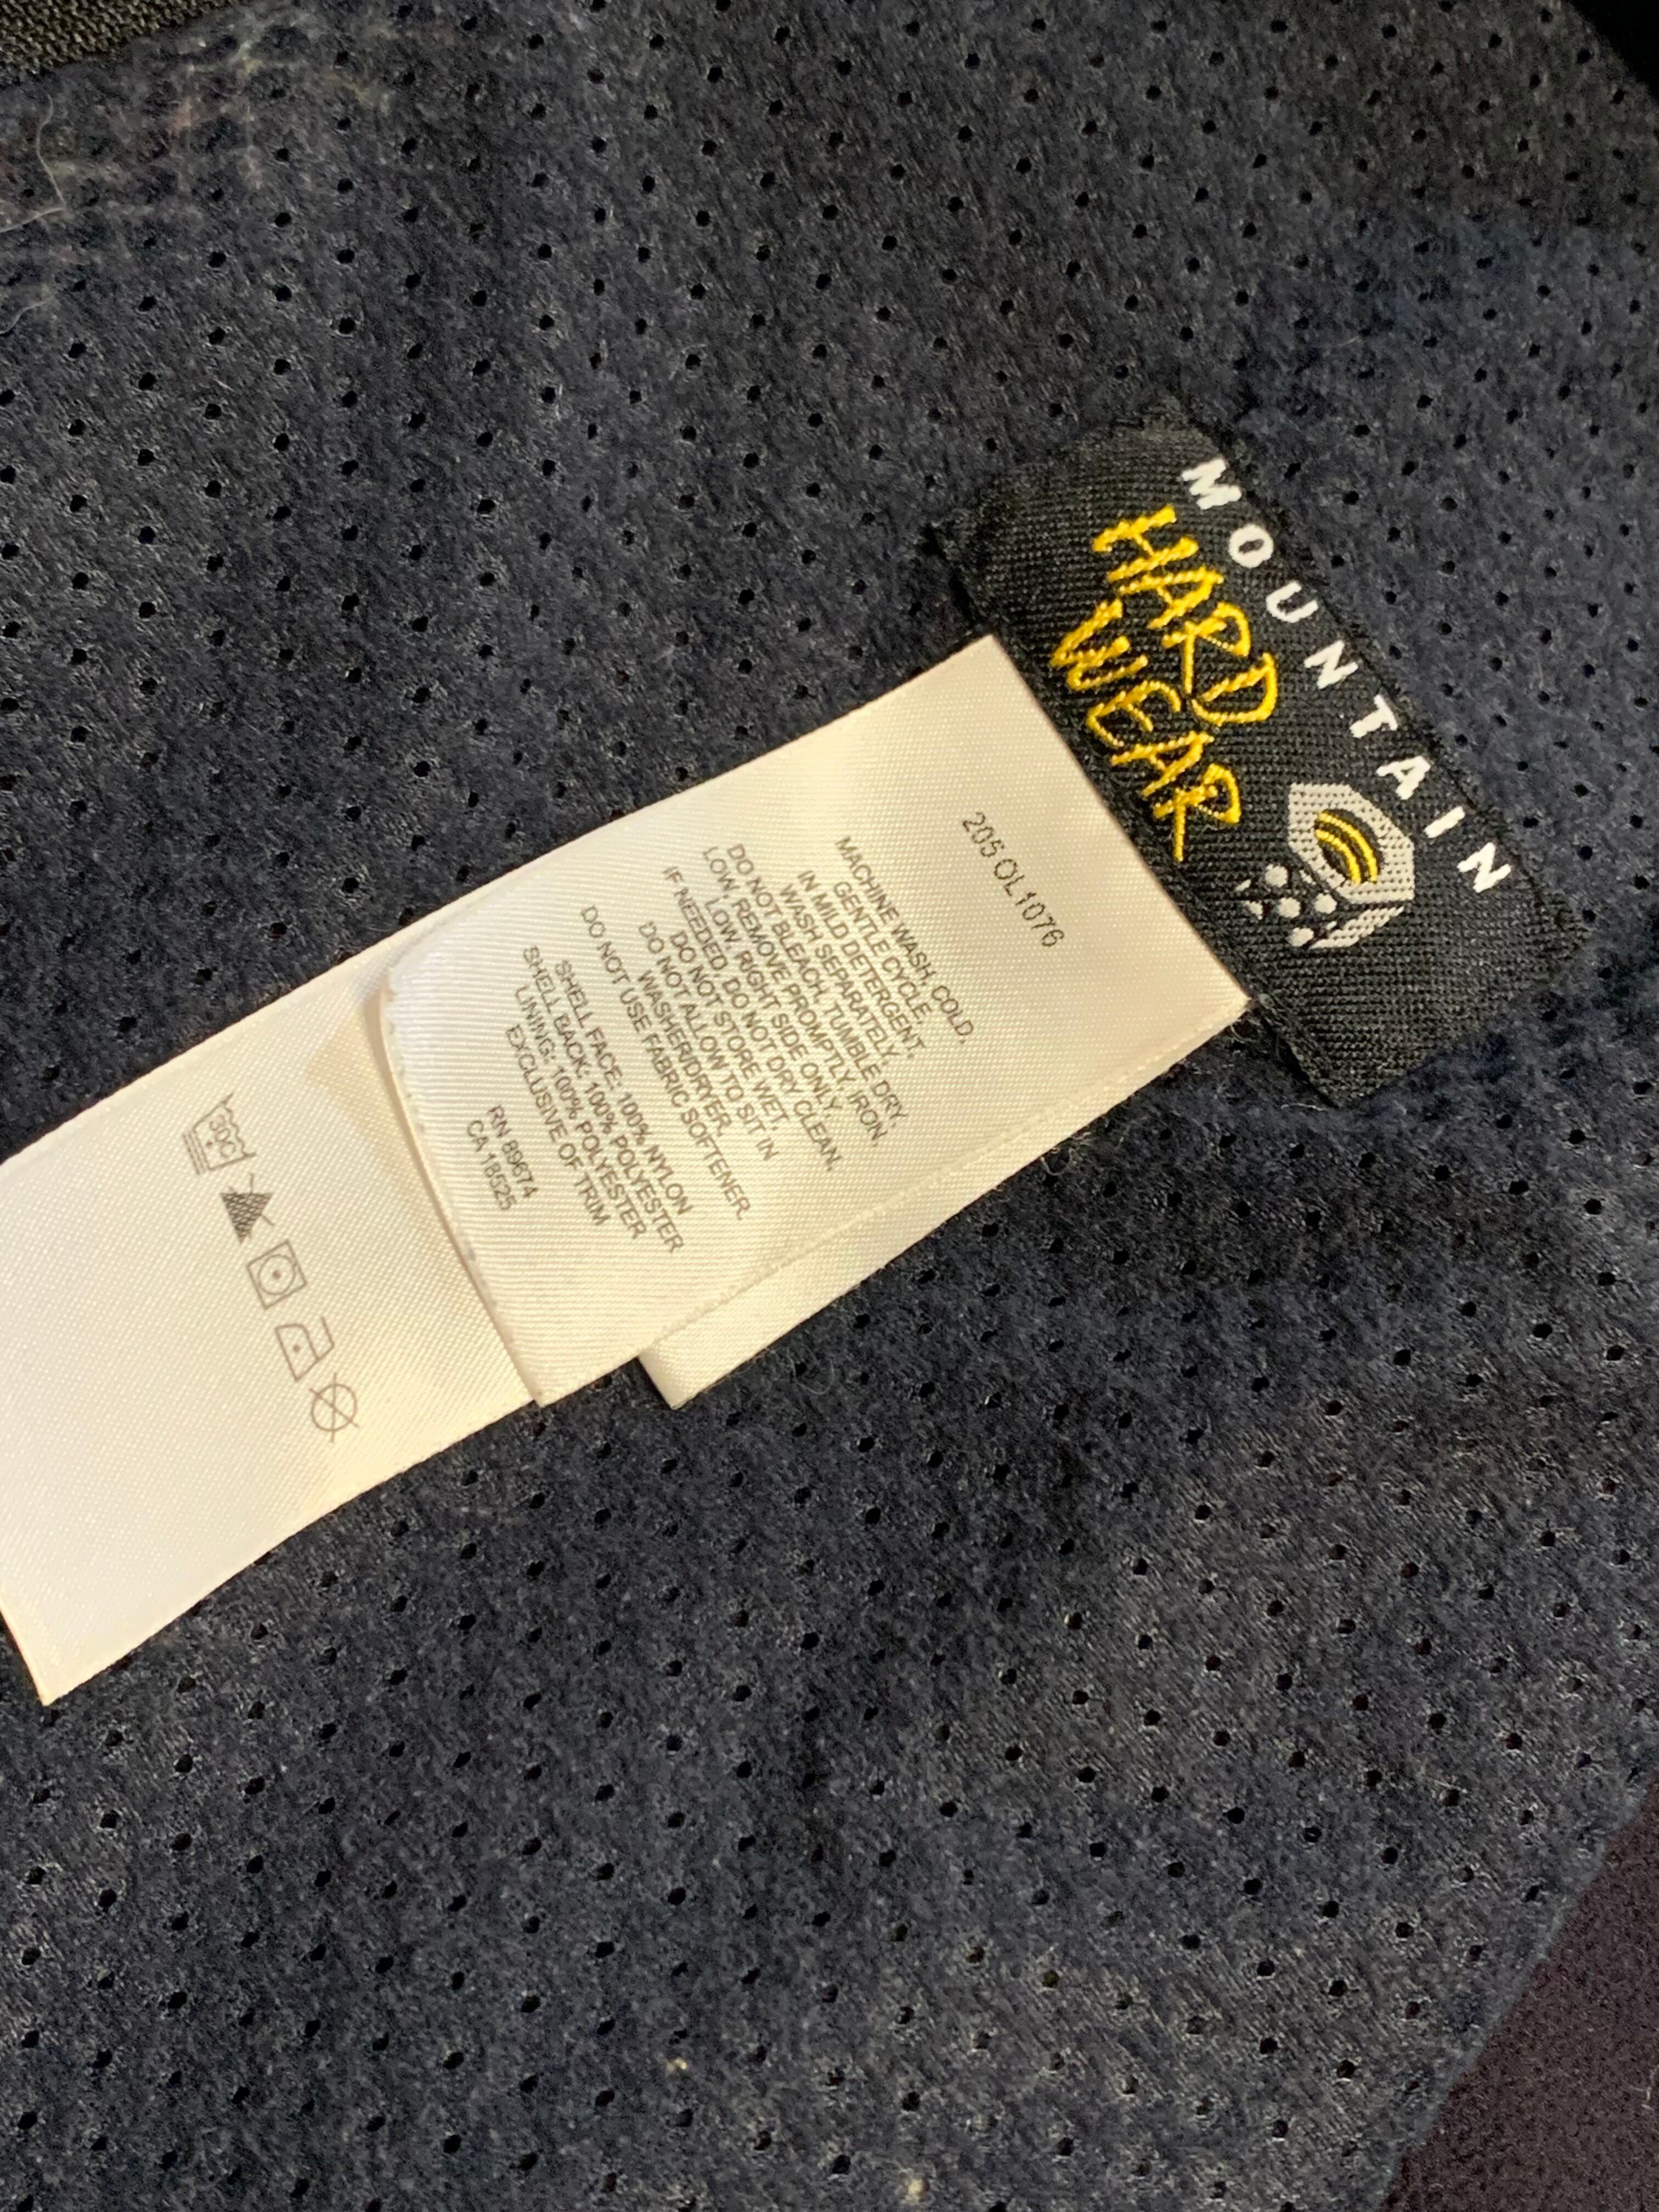 MOUNTAIN
HARD
WEAR
205 OL1076
MACHINE WASH, COLD,
GENTLE CYCLE
IN MILD DETERGENT,
WASH SEPARATELY,
DO NOT BLEACH, TUMBLE DRY,
LOW, REMOVE PROMPTLY, IRON,
LOW, RIGHT SIDE ONLY,
IF NEEDED, DO NOT DRY CLEAN,
DO NOT STORE WET,
DO NOT ALLOW TO SIT IN
WASHER/DRYER.
DO NOT USE FABRIC SOFTENER.
SHELL FACE: 100% NYLON
SHELL BACK: 100% POLYESTER
LINING: 100% POLYESTER
EXCLUSIVE OF TRIM
RN 89674
CA 18525
30C